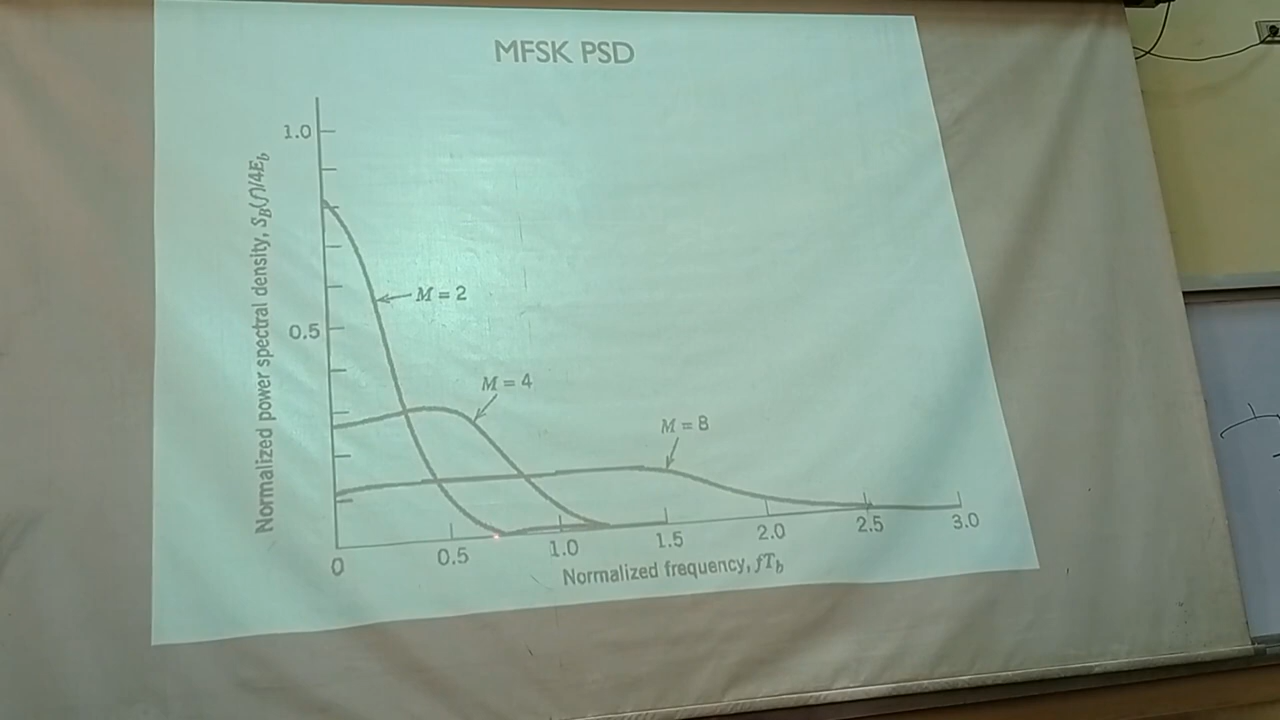 MFSK PSD
1.0
Normalized power spectral density, S_B(f)/4E_b
M = 2
0.5
M = 4
M = 8
0
0.5
1.0
1.5
2.0
2.5
3.0
Normalized frequency, fT_b